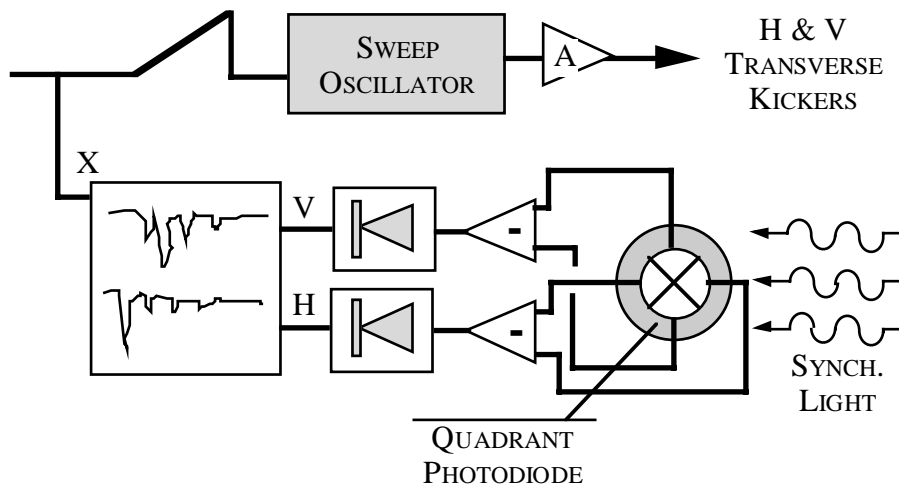 SWEEP
OSCILLATOR
A
H & V
TRANSVERSE
KICKERS
X
V
-
H
-
SYNCH.
LIGHT
QUADRANT
PHOTODIODE